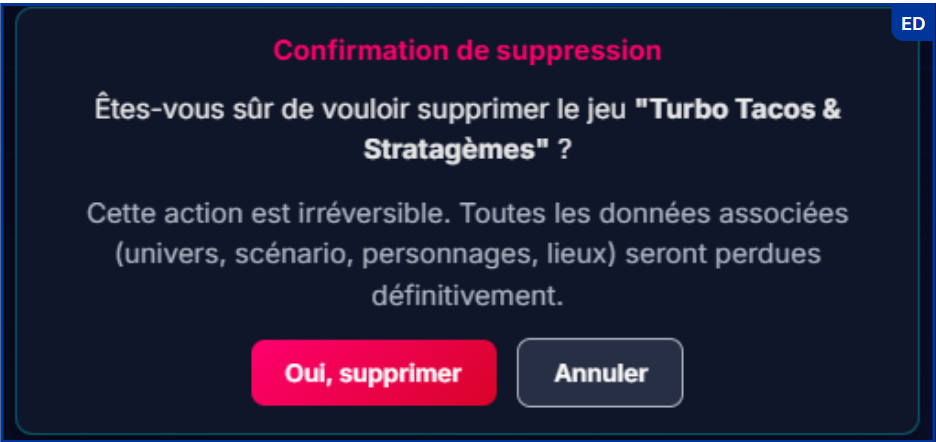 ED
Confirmation de suppression
Êtes-vous sûr de vouloir supprimer le jeu "Turbo Tacos &
Stratagèmes" ?
Cette action est irréversible. Toutes les données associées
(univers, scénario, personnages, lieux) seront perdues
définitivement.
Oui, supprimer
Annuler